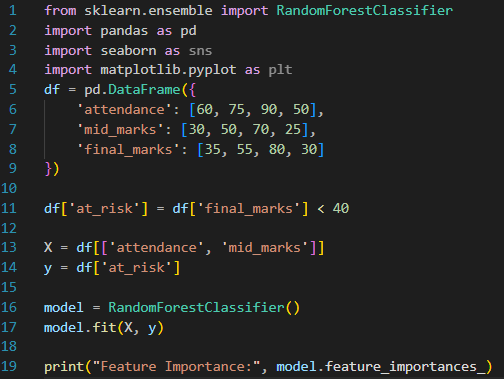 1 from sklearn.ensemble import RandomForestClassifier
2 import pandas as pd
3 import seaborn as sns
4 import matplotlib.pyplot as plt
5 df = pd.DataFrame({
6     'attendance': [60, 75, 90, 50],
7     'mid_marks': [30, 50, 70, 25],
8     'final_marks': [35, 55, 80, 30]
9 })
10
11 df['at_risk'] = df['final_marks'] < 40
12
13 X = df[['attendance', 'mid_marks']]
14 y = df['at_risk']
15
16 model = RandomForestClassifier()
17 model.fit(X, y)
18
19 print("Feature Importance:", model.feature_importances_)